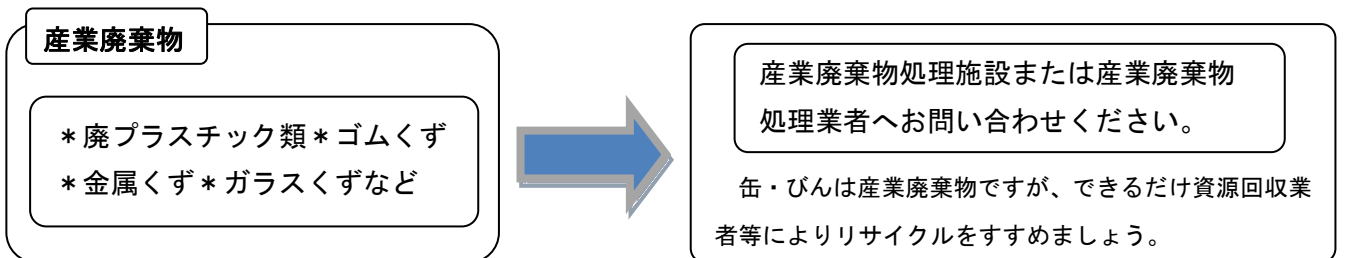 産業廃棄物
＊廃プラスチック類＊ゴムくず
＊金属くず＊ガラスくずなど
産業廃棄物処理施設または産業廃棄物
処理業者へお問い合わせください。
缶・びんは産業廃棄物ですが、できるだけ資源回収業
者等によりリサイクルをすすめましょう。